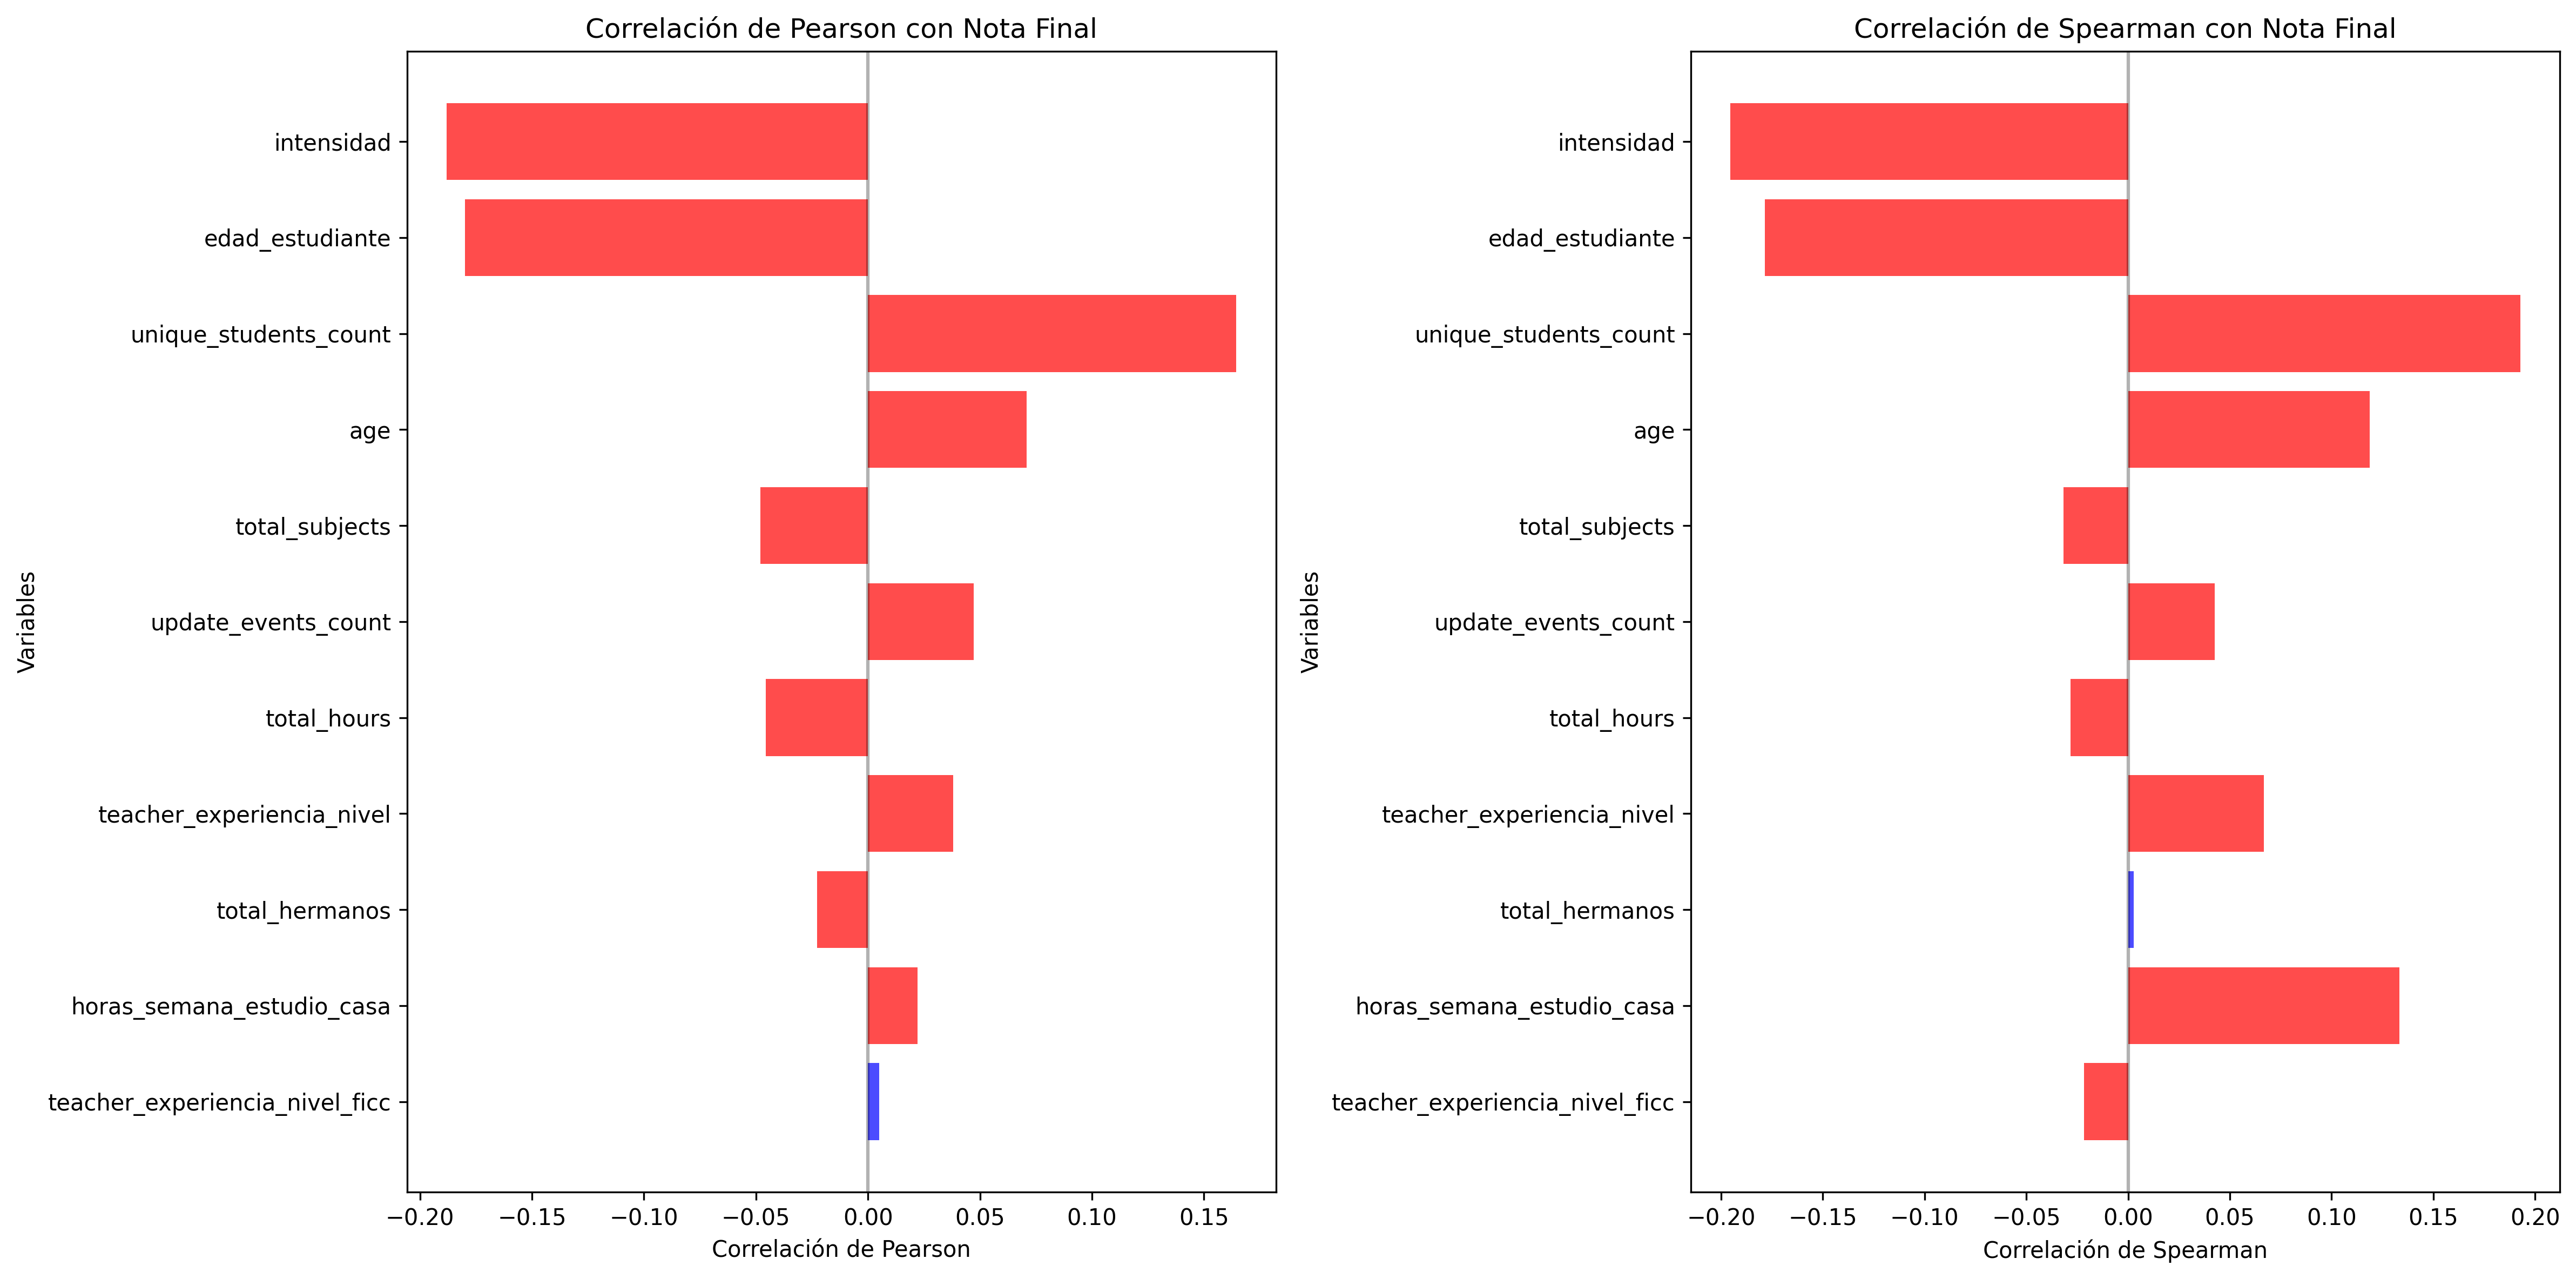 Correlación de Pearson con Nota Final
Variables
intensidad
edad_estudiante
unique_students_count
age
total_subjects
update_events_count
total_hours
teacher_experiencia_nivel
total_hermanos
horas_semana_estudio_casa
teacher_experiencia_nivel_ficc
−0.20 −0.15 −0.10 −0.05 0.00 0.05 0.10 0.15
Correlación de Pearson
Correlación de Spearman con Nota Final
Variables
intensidad
edad_estudiante
unique_students_count
age
total_subjects
update_events_count
total_hours
teacher_experiencia_nivel
total_hermanos
horas_semana_estudio_casa
teacher_experiencia_nivel_ficc
−0.20 −0.15 −0.10 −0.05 0.00 0.05 0.10 0.15 0.20
Correlación de Spearman